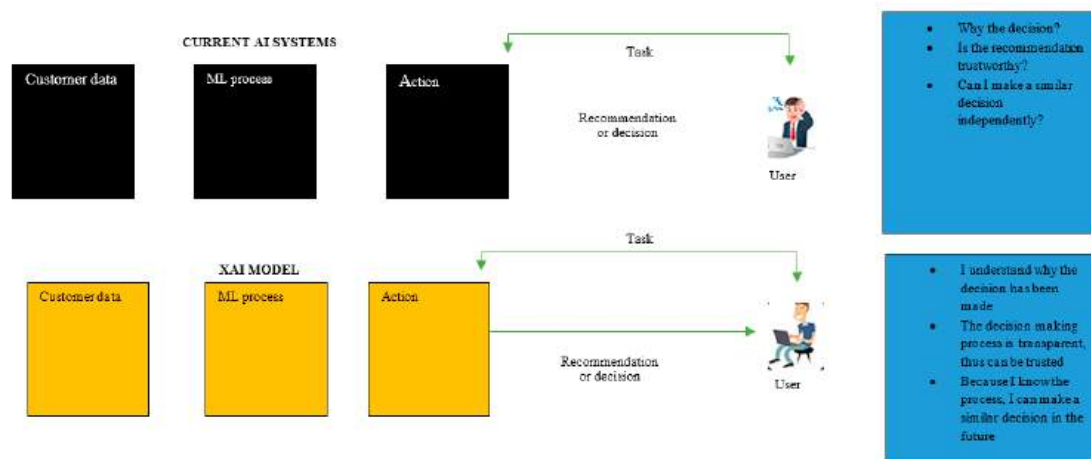 CURRENT AI SYSTEMS
Customer data
ML process
Action
Task
Recommendation
or decision
User
• Why the decision?
• Is the recommendation
trustworthy?
• Can I make a similar
decision
independently?
XAI MODEL
Customer data
ML process
Action
Task
Recommendation
or decision
User
• I understand why the
decision has been
made
• The decision making
process is transparent,
thus can be trusted
• Because I know the
process, I can make a
similar decision in the
future